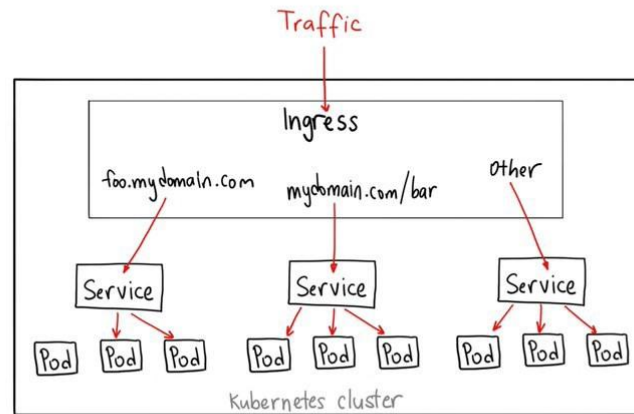 Traffic
Ingress
foo.mydomain.com
mydomain.com/bar
Other
Service
Service
Service
Pod
Pod
Pod
Pod
Pod
Pod
Pod
Pod
Pod
Kubernetes cluster